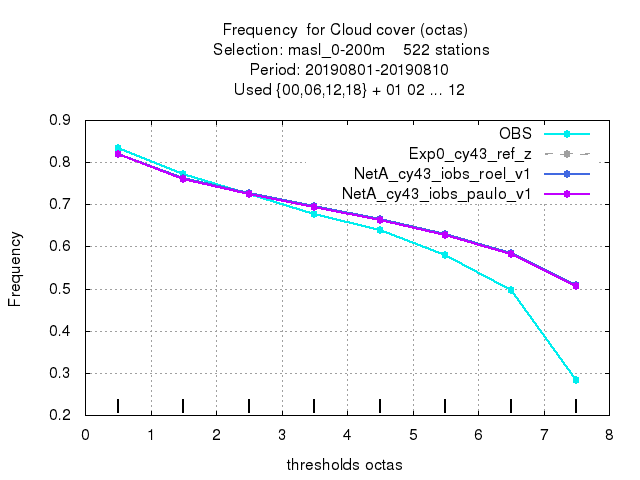 Frequency  for Cloud cover (octas)
Selection: masl_0-200m    522 stations
Period: 20190801-20190810
Used {00,06,12,18} + 01 02 ... 12
OBS
Exp0_cy43_ref_z
NetA_cy43_iobs_roel_v1
NetA_cy43_iobs_paulo_v1
Frequency
0.9
0.8
0.7
0.6
0.5
0.4
0.3
0.2
0 1 2 3 4 5 6 7 8
thresholds octas